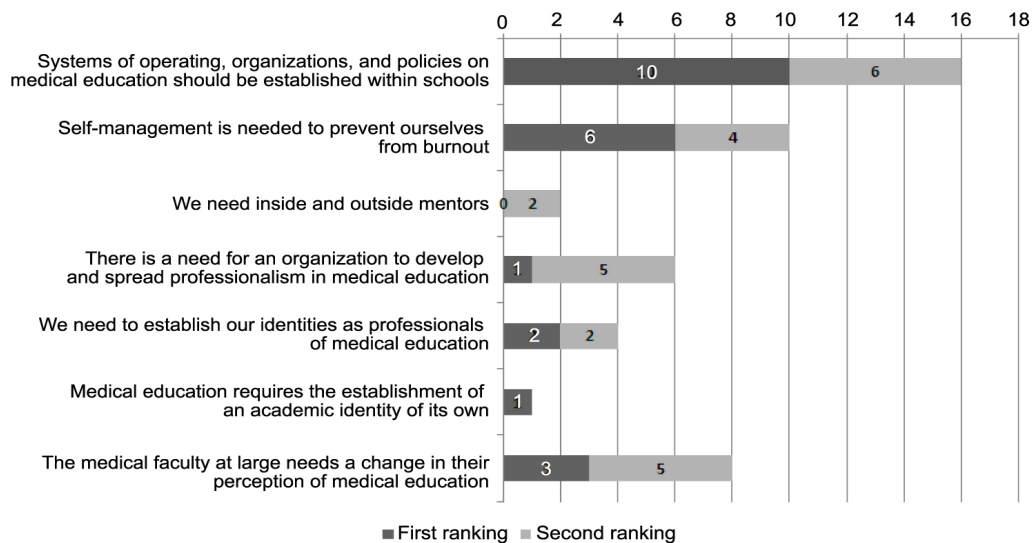 0 2 4 6 8 10 12 14 16 18
Systems of operating, organizations, and policies on
medical education should be established within schools
10 6
Self-management is needed to prevent ourselves
from burnout
6 4
We need inside and outside mentors
0 2
There is a need for an organization to develop
and spread professionalism in medical education
1 5
We need to establish our identities as professionals
of medical education
2 2
Medical education requires the establishment of
an academic identity of its own
1
The medical faculty at large needs a change in their
perception of medical education
3 5
First ranking Second ranking